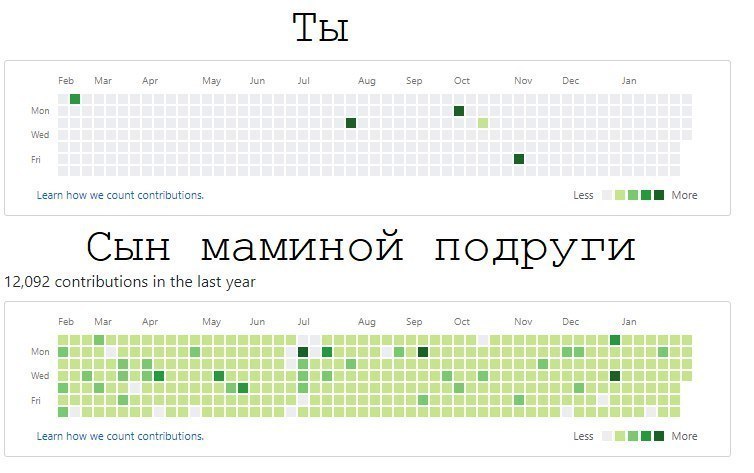 Ты
Feb Mar Apr May Jun Jul Aug Sep Oct Nov Dec Jan
Mon
Wed
Fri
Learn how we count contributions. Less More
Сын маминой подруги
12,092 contributions in the last year
Feb Mar Apr May Jun Jul Aug Sep Oct Nov Dec Jan
Mon
Wed
Fri
Learn how we count contributions. Less More